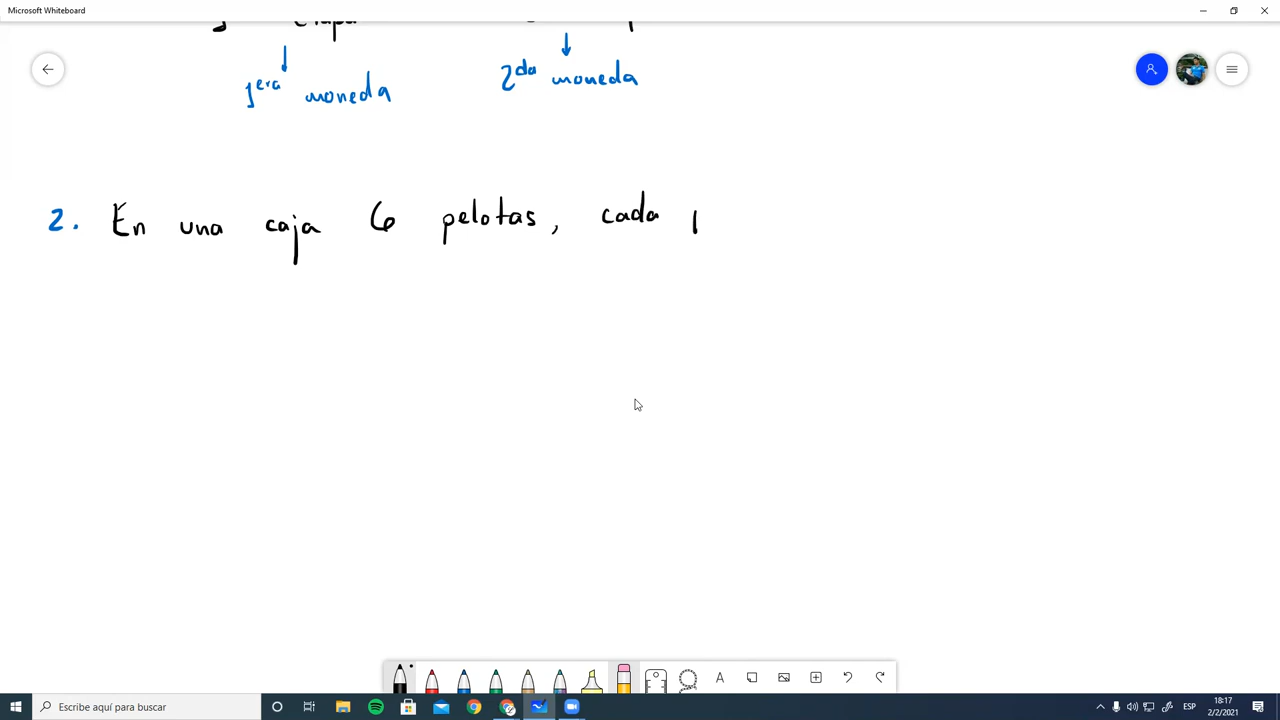 Microsoft Whiteboard
etapa
1era moneda 2da moneda
2. En una caja 6 pelotas, cada
A
Escribe aquí para buscar
ESP
18:17
2/2/2021